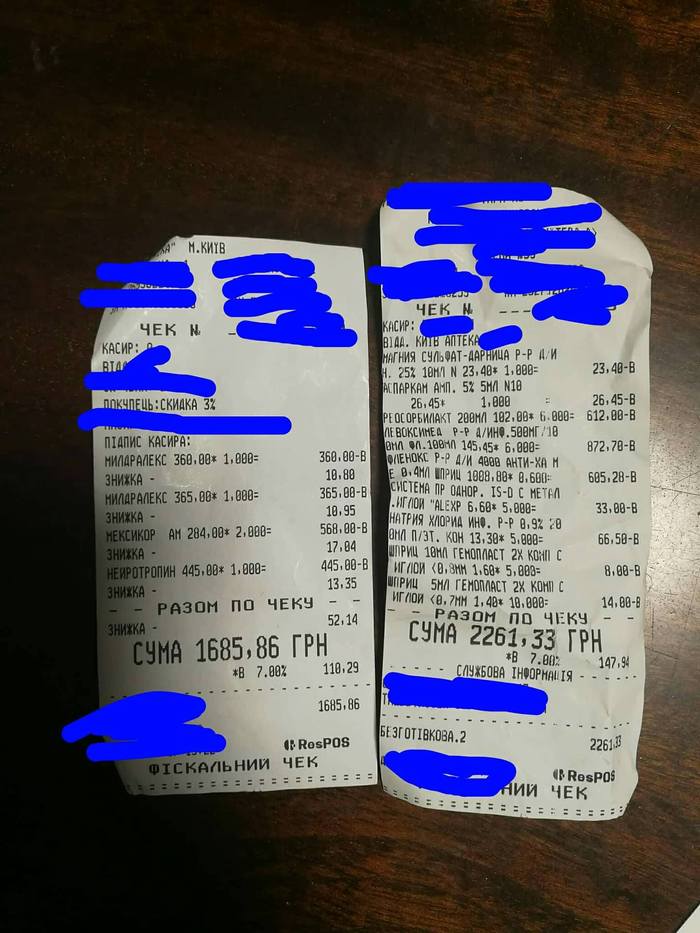 М.КИЇВ
ЧЕК №
КАСИР:
ПОКУПЕЦЬ:СКИДКА 3%
ПІДПИС КАСИРА:
МИЛДРАЛЕКС 360,00* 1,000= 360,00-В
ЗНИЖКА - 10,80
МИЛДРАЛЕКС 365,00* 1,000= 365,00-В
ЗНИЖКА - 10,95
МЕКСИКОР АМ 284,00* 2,000= 568,00-В
ЗНИЖКА - 17,04
НЕЙРОТРОПИН 445,00* 1,000= 445,00-В
ЗНИЖКА - 13,35
- - РАЗОМ ПО ЧЕКУ - -
ЗНИЖКА - 52,14
СУМА 1685,86 ГРН
*В 7.00% 110,29
1685,86
ResPOS
ФІСКАЛЬНИЙ ЧЕК
ЧЕК № ---
КАСИР:
ВІДД. КИЇВ АПТЕКА
МАГНИЯ СУЛЬФАТ-ДАРНИЦА Р-Р Д/И
Н. 25% 10МЛ N 23,40* 1,000= 23,40-В
АСПАРКАМ АМП. 5% 5МЛ N10
26,45* 1,000 = 26,45-В
РЕОСОРБИЛАКТ 200МЛ 102,00* 6,000= 612,00-В
ЛЕВОКСИМЕД Р-Р Д/ИНФ.500МГ/10
0МЛ ФЛ.100МЛ 145,45* 6,000= 872,70-В
ФЛЕНОКС Р-Р Д/И 4000 АНТИ-ХА М
Е 0,4МЛ ШПРИЦ 1008,80* 0,600= 605,28-В
СИСТЕМА ПР ОДНОР. IS-D С МЕТАЛ
.ИГЛОЙ "ALEXP 6,60* 5,000= 33,00-В
НАТРИЯ ХЛОРИД ИНФ. Р-Р 0,9% 20
0МЛ П/ЭТ. КОН 13,30* 5,000= 66,50-В
ШПРИЦ 10МЛ ГЕМОПЛАСТ 2Х КОМП С
ИГЛОЙ <0,8ММ 1,60* 5,000= 8,00-В
ШПРИЦ 5МЛ ГЕМОПЛАСТ 2Х КОМП С
ИГЛОЙ <0,7ММ 1,40* 10,000= 14,00-В
- - РАЗОМ ПО ЧЕКУ - -
СУМА 2261,33 ГРН
*В 7.00% 147,94
СЛУЖБОВА ІНФОРМАЦІЯ
БЕЗГОТІВКОВА.2 2261,33
ResPOS
НИЙ ЧЕК